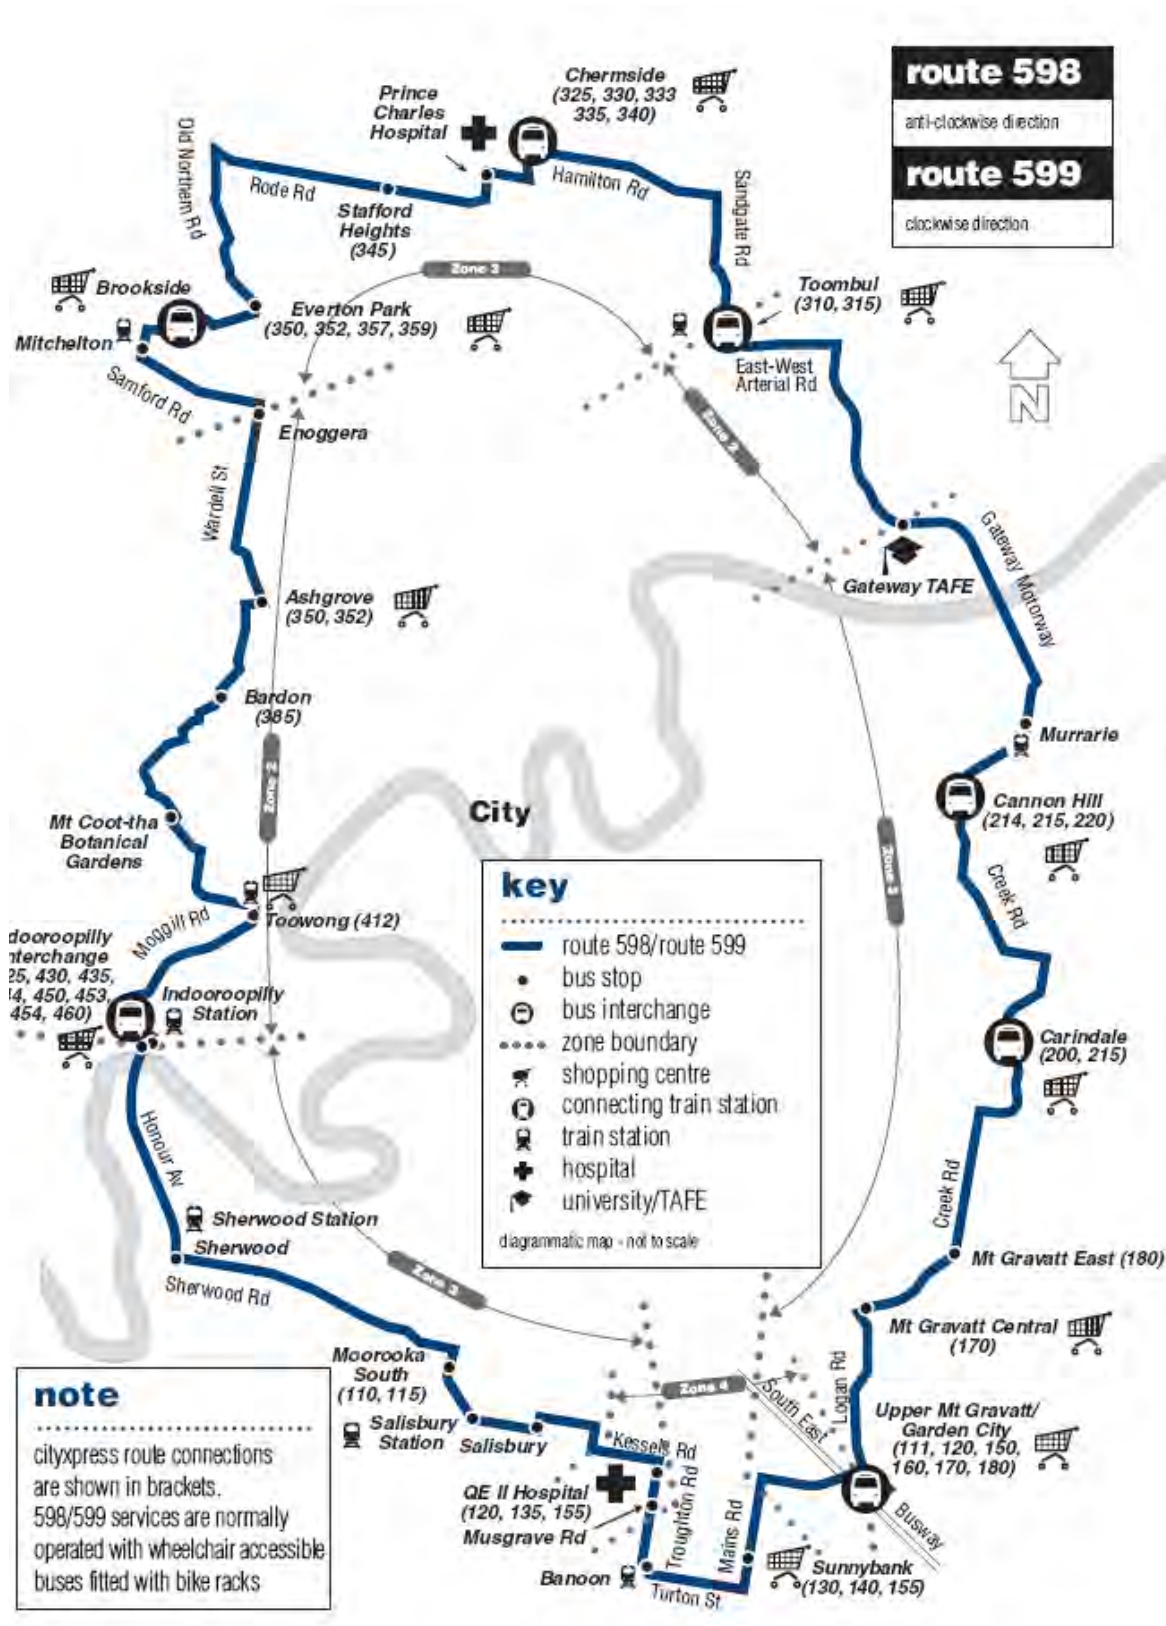 route 598
anti-clockwise direction
route 599
clockwise direction
Chermside
(325, 330, 333
335, 340)
Prince
Charles
Hospital
Old Northern Rd
Rode Rd
Hamilton Rd
Sandgate Rd
Stafford
Heights
(345)
Zone 3
Toombul
(310, 315)
Brookside
Everton Park
(350, 352, 357, 359)
Mitchelton
East-West
Arterial Rd
N
Samford Rd
Zone 2
Enoggera
Wardell St
Gateway Motorway
Gateway TAFE
Ashgrove
(350, 352)
Bardon
(385)
Murrarie
Zone 2
Cannon Hill
(214, 215, 220)
City
Mt Coot-tha
Botanical
Gardens
Zone 3
Creek Rd
key
route 598/route 599
bus stop
bus interchange
zone boundary
shopping centre
connecting train station
train station
hospital
university/TAFE
diagrammatic map - not to scale
Toowong (412)
Moggill Rd
dooroopilly
nterchange
25, 430, 435,
4, 450, 453,
454, 460)
Indooroopilly
Station
Carindale
(200, 215)
Honour Av
Creek Rd
Sherwood Station
Sherwood
Sherwood Rd
Zone 3
Mt Gravatt East (180)
Mt Gravatt Central
(170)
Moorooka
South
(110, 115)
Zone 4
South East
Logan Rd
Upper Mt Gravatt/
Garden City
(111, 120, 150,
160, 170, 180)
Salisbury
Station
Salisbury
Kessels Rd
QE II Hospital
(120, 135, 155)
Musgrave Rd
Troughton Rd
Mains Rd
Busway
Banoon
Turton St
Sunnybank
(130, 140, 155)
note
cityxpress route connections
are shown in brackets.
598/599 services are normally
operated with wheelchair accessible
buses fitted with bike racks